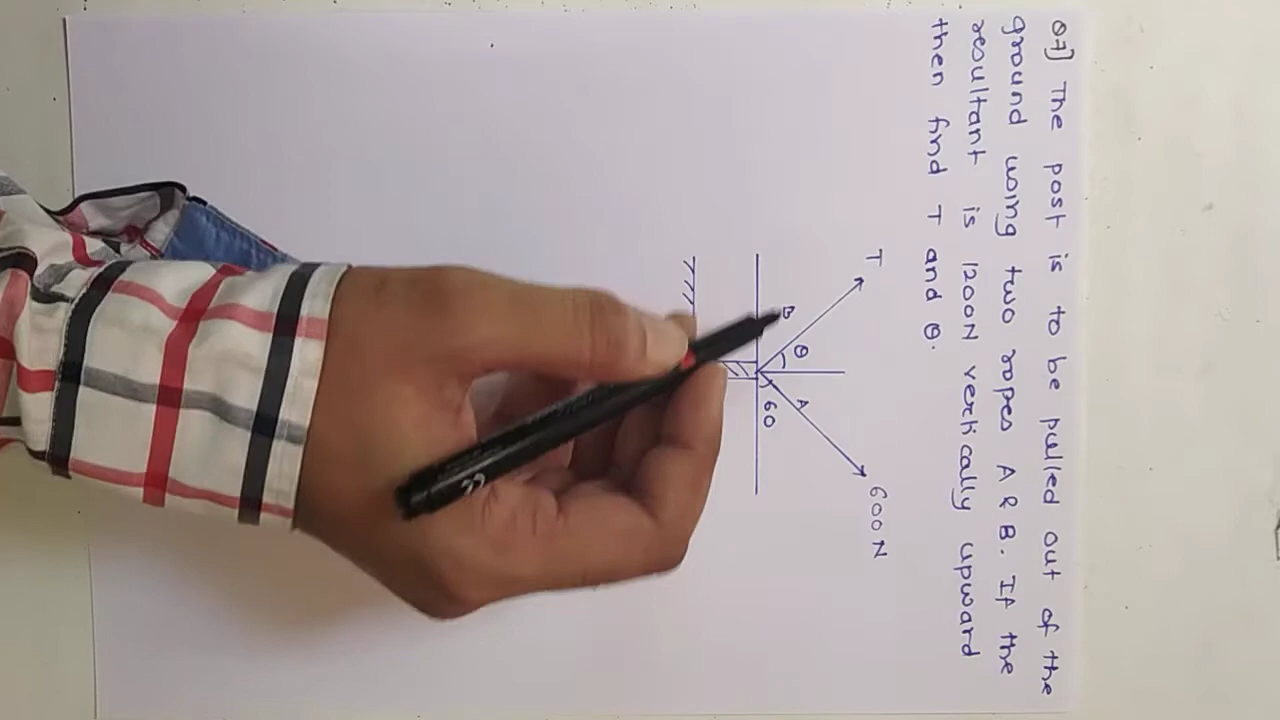 Q7] The post is to be pulled out of the
ground using two ropes A & B. If the
resultant is 1200N vertically upward
then find T and θ.
T
600N
B
θ
A
60